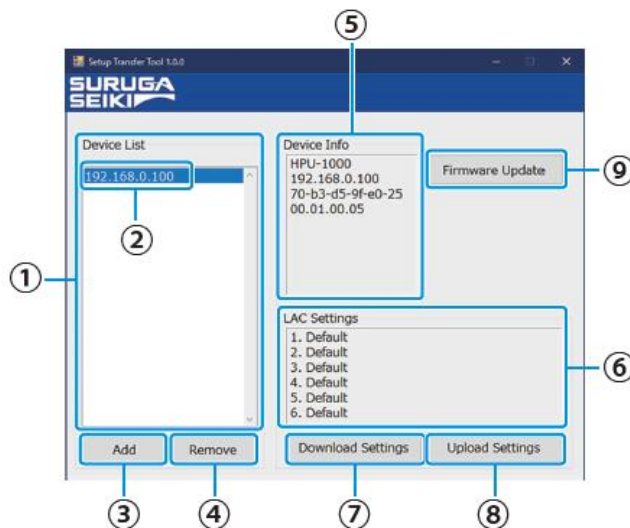 ⑤
Setup Transfer Tool 1.0.0
SURUGA
SEIKI
Device List
192.168.0.100
②
①
Device Info
HPU-1000
192.168.0.100
70-b3-d5-9f-e0-25
00.01.00.05
Firmware Update
⑨
LAC Settings
1. Default
2. Default
3. Default
4. Default
5. Default
6. Default
⑥
Add
Remove
Download Settings
Upload Settings
③
④
⑦
⑧